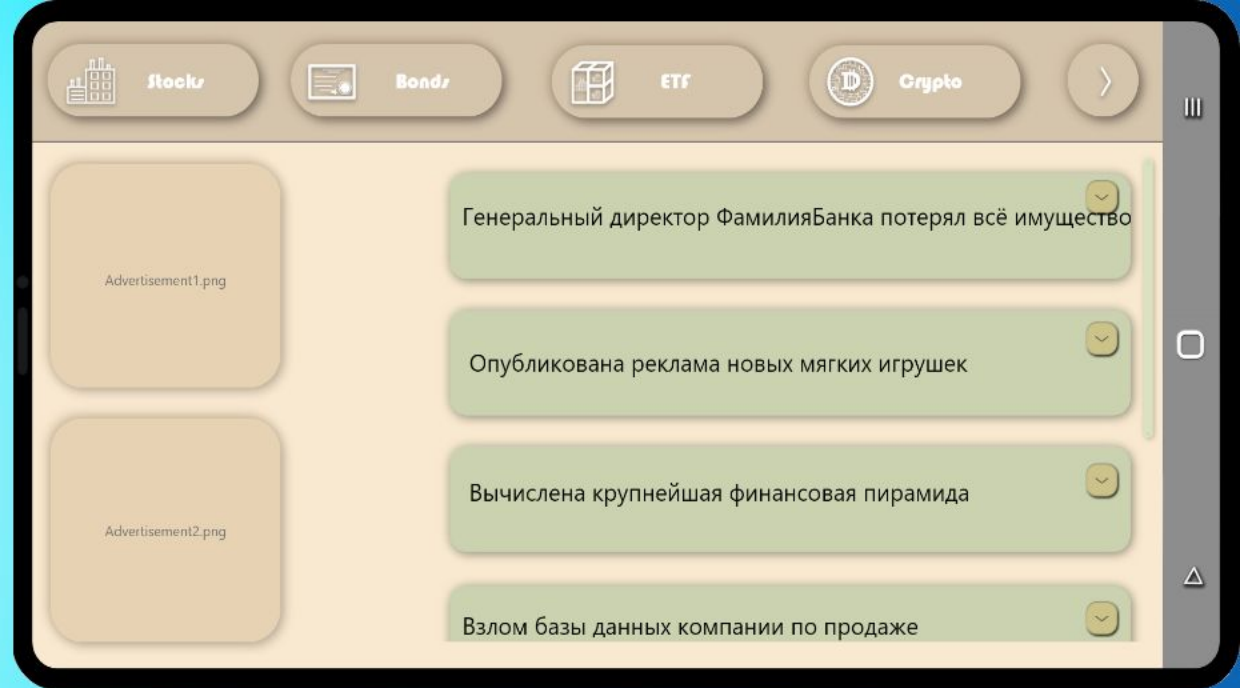 Stocks
Bonds
ETF
Crypto
Advertisement1.png
Генеральный директор ФамилияБанка потерял всё имущество
Опубликована реклама новых мягких игрушек
Вычислена крупнейшая финансовая пирамида
Advertisement2.png
Взлом базы данных компании по продаже